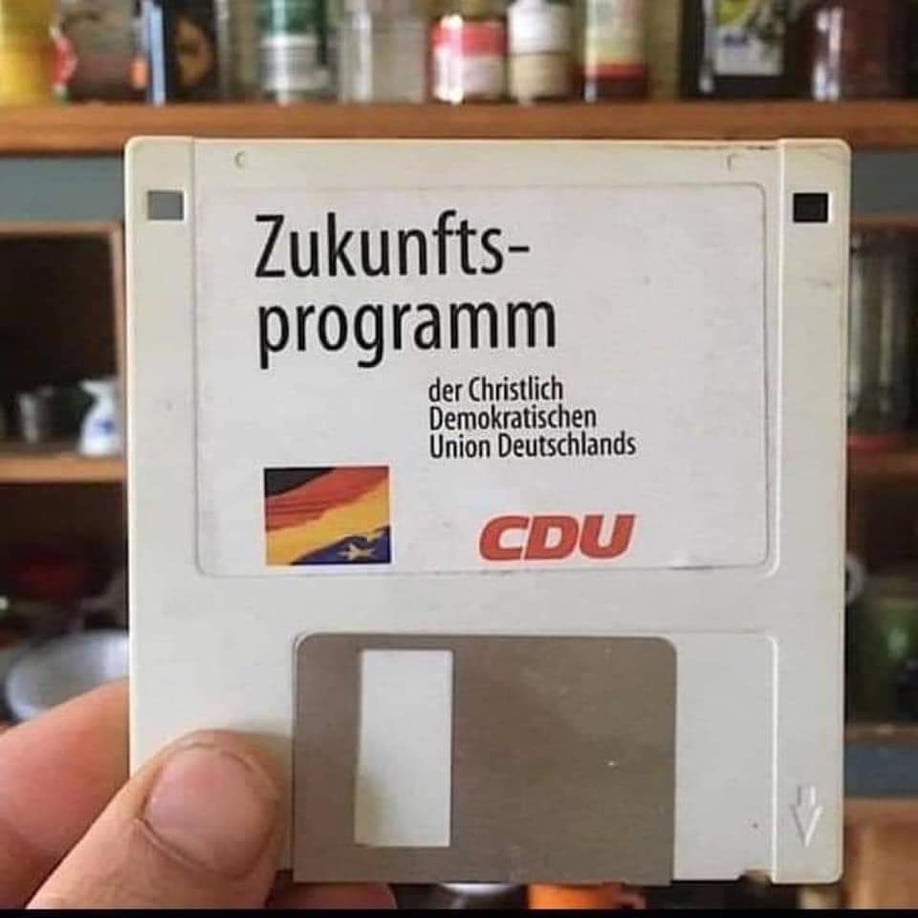 Zukunfts-
programm
der Christlich
Demokratischen
Union Deutschlands
CDU